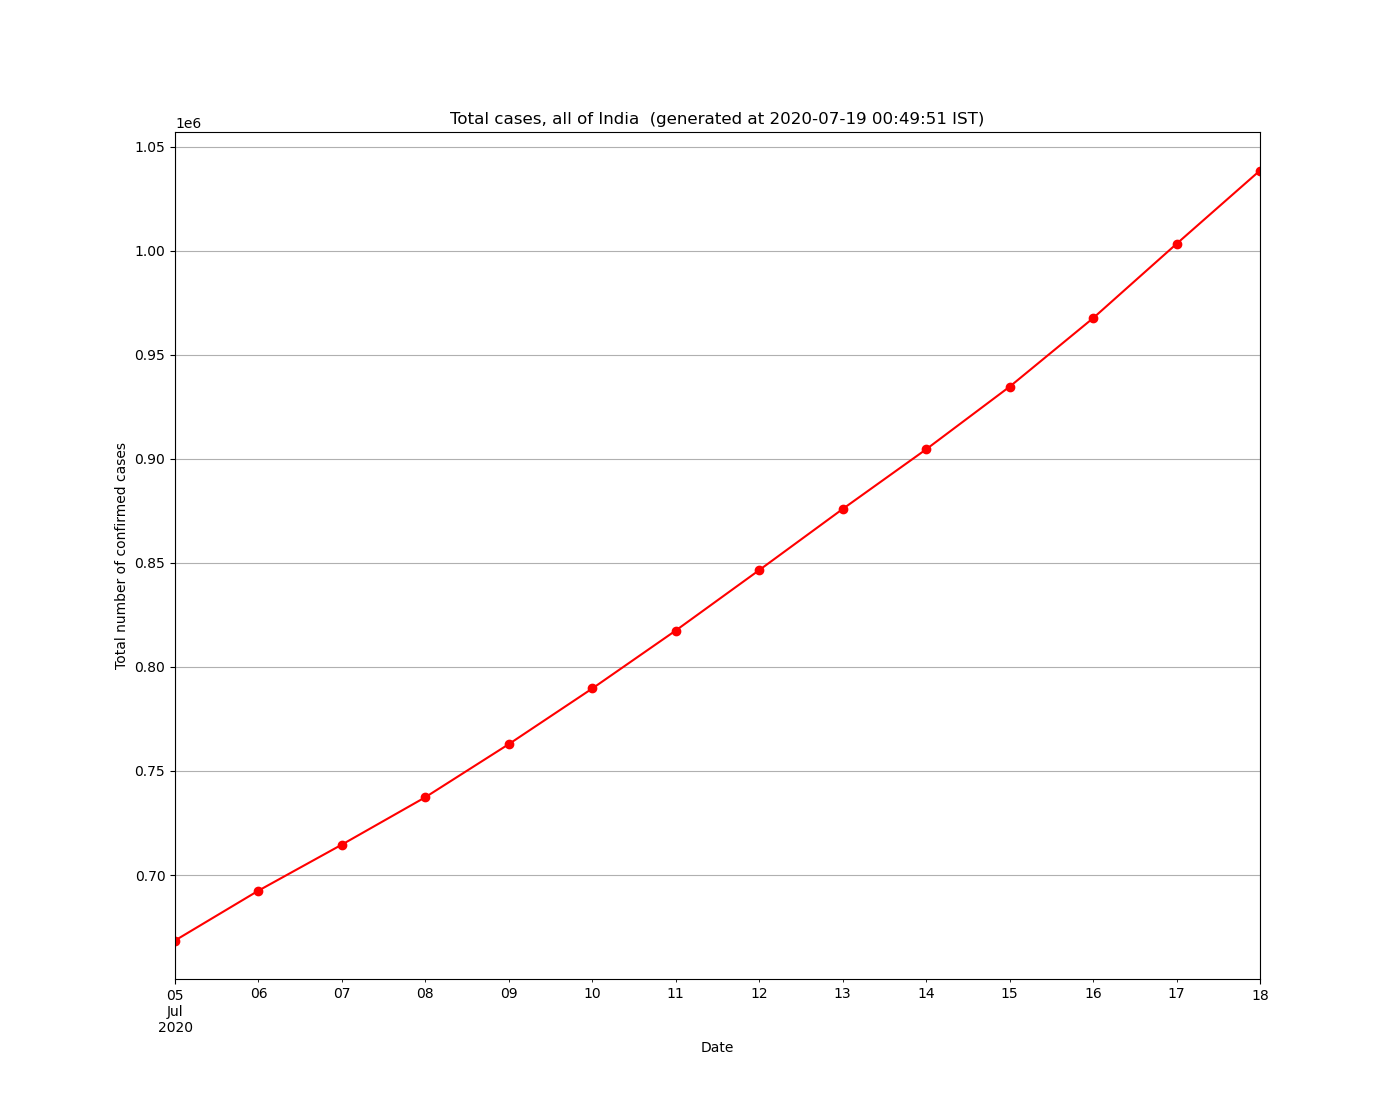 Total cases, all of India  (generated at 2020-07-19 00:49:51 IST)
1e6
1.05
1.00
0.95
0.90
0.85
0.80
0.75
0.70
Total number of confirmed cases
05 06 07 08 09 10 11 12 13 14 15 16 17 18
Jul
2020
Date